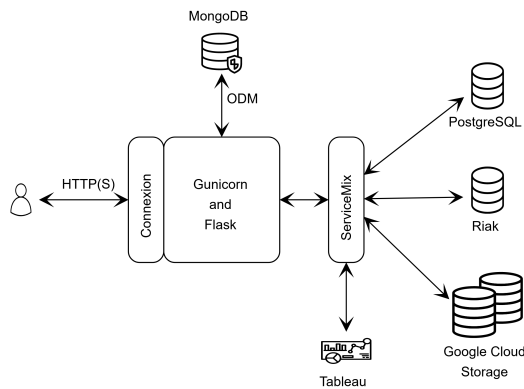 MongoDB
ODM
PostgreSQL
HTTP(S)
Connexion
Gunicorn
and
Flask
ServiceMix
Riak
Google Cloud
Storage
Tableau